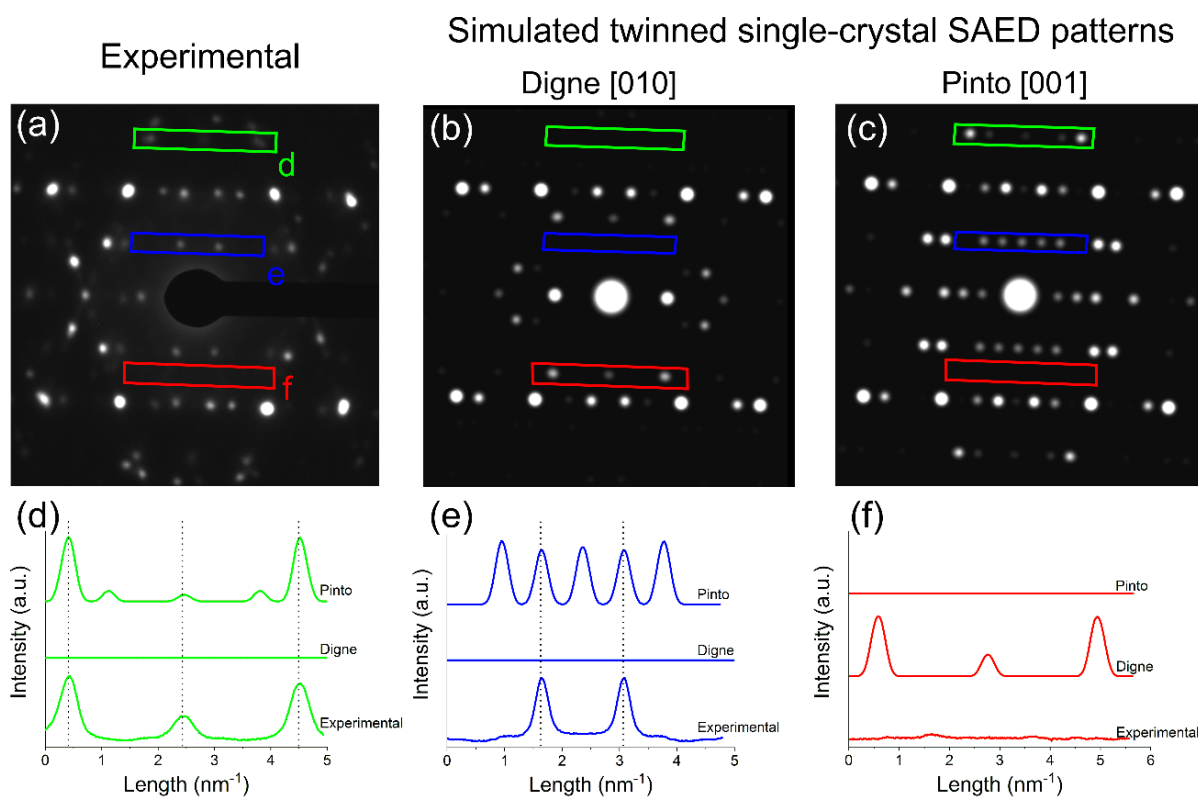 Experimental
Simulated twinned single-crystal SAED patterns
Digne [010]
Pinto [001]
(a)
d
e
f
(b)
(c)
(d)
Intensity (a.u.)
Pinto
Digne
Experimental
0 1 2 3 4 5
Length (nm⁻¹)
(e)
Intensity (a.u.)
Pinto
Digne
Experimental
0 1 2 3 4 5
Length (nm⁻¹)
(f)
Intensity (a.u.)
Pinto
Digne
Experimental
0 1 2 3 4 5 6
Length (nm⁻¹)